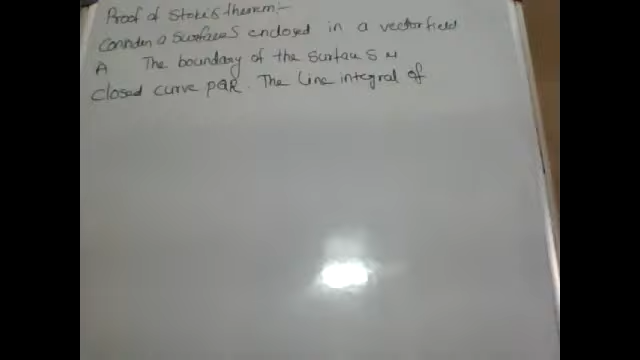 Proof of Stoke's theorem:-
Consider a surface S enclosed in a vector field
A The boundary of the surface S is
closed curve PQR. The Line integral of